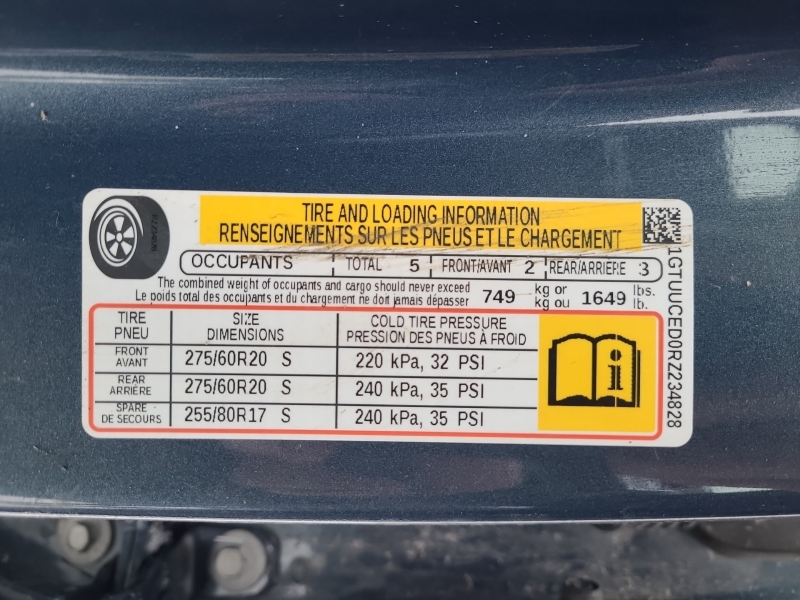 TIRE AND LOADING INFORMATION
RENSEIGNEMENTS SUR LES PNEUS ET LE CHARGEMENT
OCCUPANTS TOTAL 5 FRONT/AVANT 2 REAR/ARRIÈRE 3
The combined weight of occupants and cargo should never exceed 749 kg or 1649 lbs.
Le poids total des occupants et du chargement ne doit jamais dépasser kg ou lb.
TIRE SIZE COLD TIRE PRESSURE
PNEU DIMENSIONS PRESSION DES PNEUS À FROID
FRONT AVANT 275/60R20 S 220 kPa, 32 PSI
REAR ARRIÈRE 275/60R20 S 240 kPa, 35 PSI
SPARE DE SECOURS 255/80R17 S 240 kPa, 35 PSI
i
1GTUUCED0RZ234828